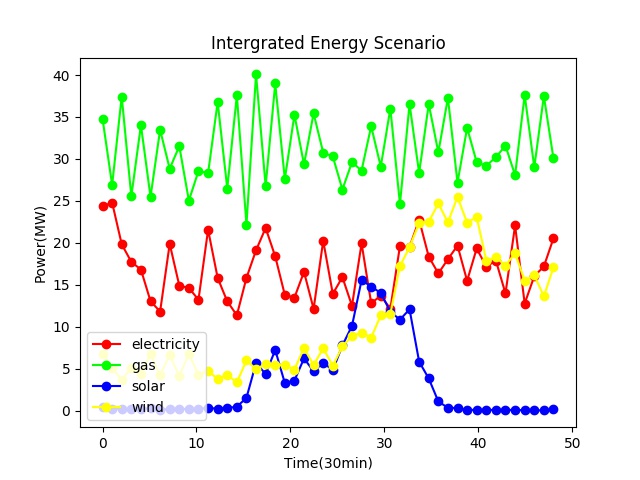 Intergrated Energy Scenario
Power(MW)
40
35
30
25
20
15
10
5
0
electricity
gas
solar
wind
0 10 20 30 40 50
Time(30min)